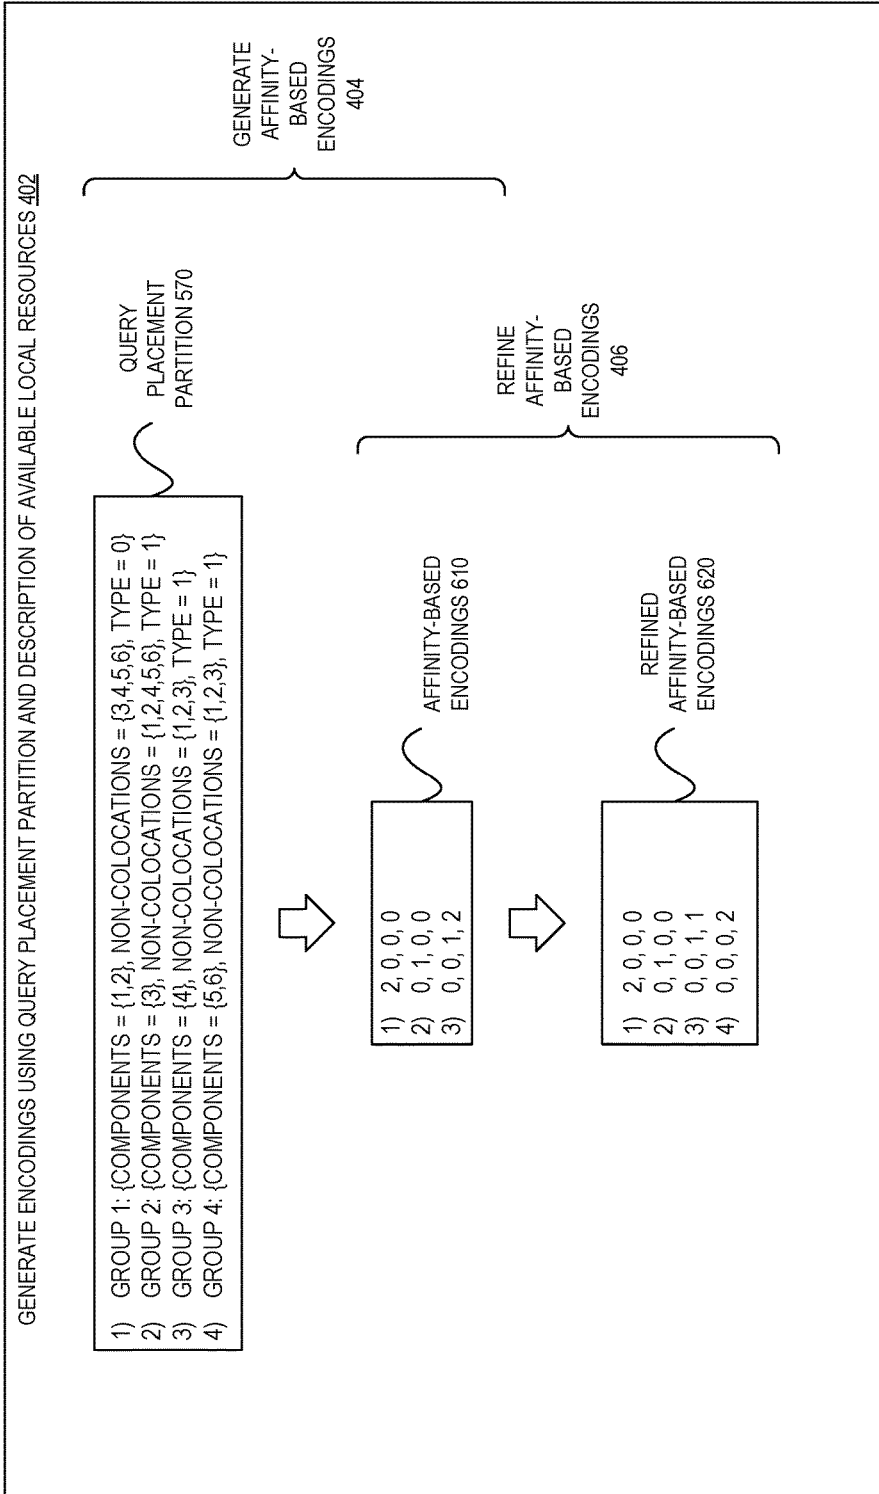 GENERATE ENCODINGS USING QUERY PLACEMENT PARTITION AND DESCRIPTION OF AVAILABLE LOCAL RESOURCES 402
1) GROUP 1: {COMPONENTS = {1,2}, NON-COLOCATIONS = {3,4,5,6}, TYPE = 0}
2) GROUP 2: {COMPONENTS = {3}, NON-COLOCATIONS = {1,2,4,5,6}, TYPE = 1}
3) GROUP 3: {COMPONENTS = {4}, NON-COLOCATIONS = {1,2,3}, TYPE = 1}
4) GROUP 4: {COMPONENTS = {5,6}, NON-COLOCATIONS = {1,2,3}, TYPE = 1}
QUERY
PLACEMENT
PARTITION 570
GENERATE
AFFINITY-
BASED
ENCODINGS
404
1) 2, 0, 0, 0
2) 0, 1, 0, 0
3) 0, 0, 1, 2
AFFINITY-BASED
ENCODINGS 610
REFINE
AFFINITY-
BASED
ENCODINGS
406
1) 2, 0, 0, 0
2) 0, 1, 0, 0
3) 0, 0, 1, 1
4) 0, 0, 0, 2
REFINED
AFFINITY-BASED
ENCODINGS 620